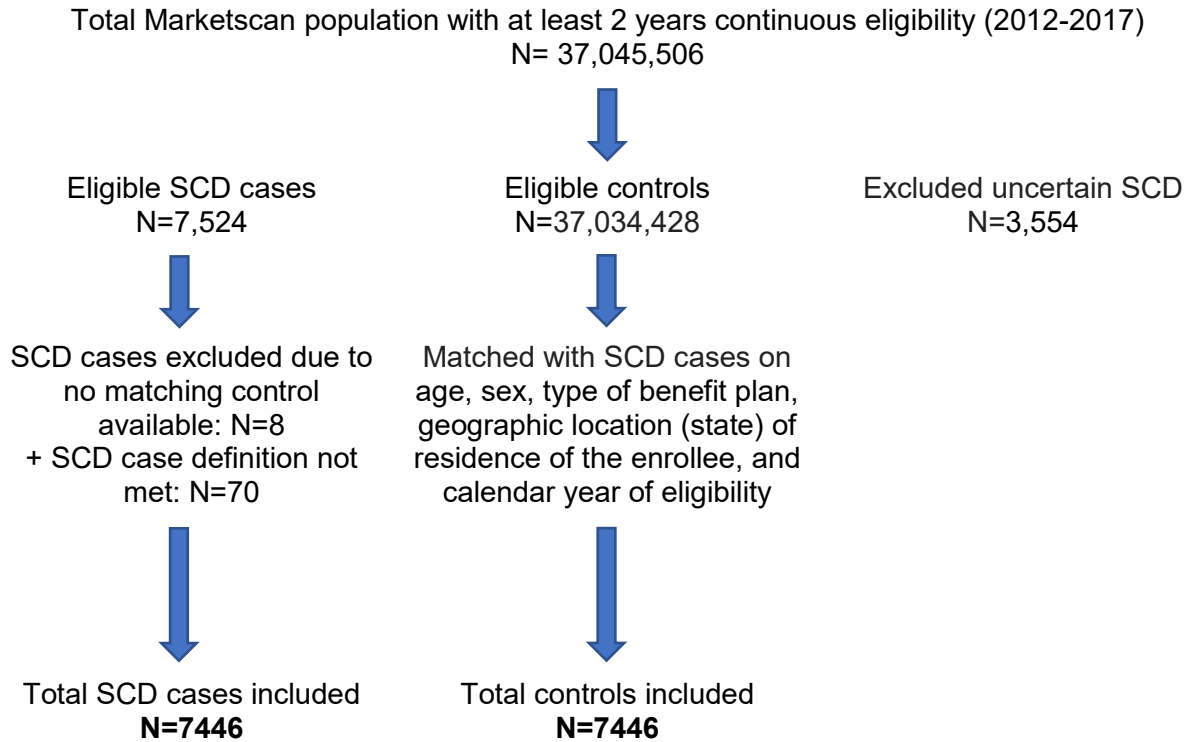 Total Marketscan population with at least 2 years continuous eligibility (2012-2017)
N= 37,045,506
Eligible SCD cases
N=7,524
Eligible controls
N=37,034,428
Excluded uncertain SCD
N=3,554
SCD cases excluded due to
no matching control
available: N=8
+ SCD case definition not
met: N=70
Matched with SCD cases on
age, sex, type of benefit plan,
geographic location (state) of
residence of the enrollee, and
calendar year of eligibility
Total SCD cases included
N=7446
Total controls included
N=7446